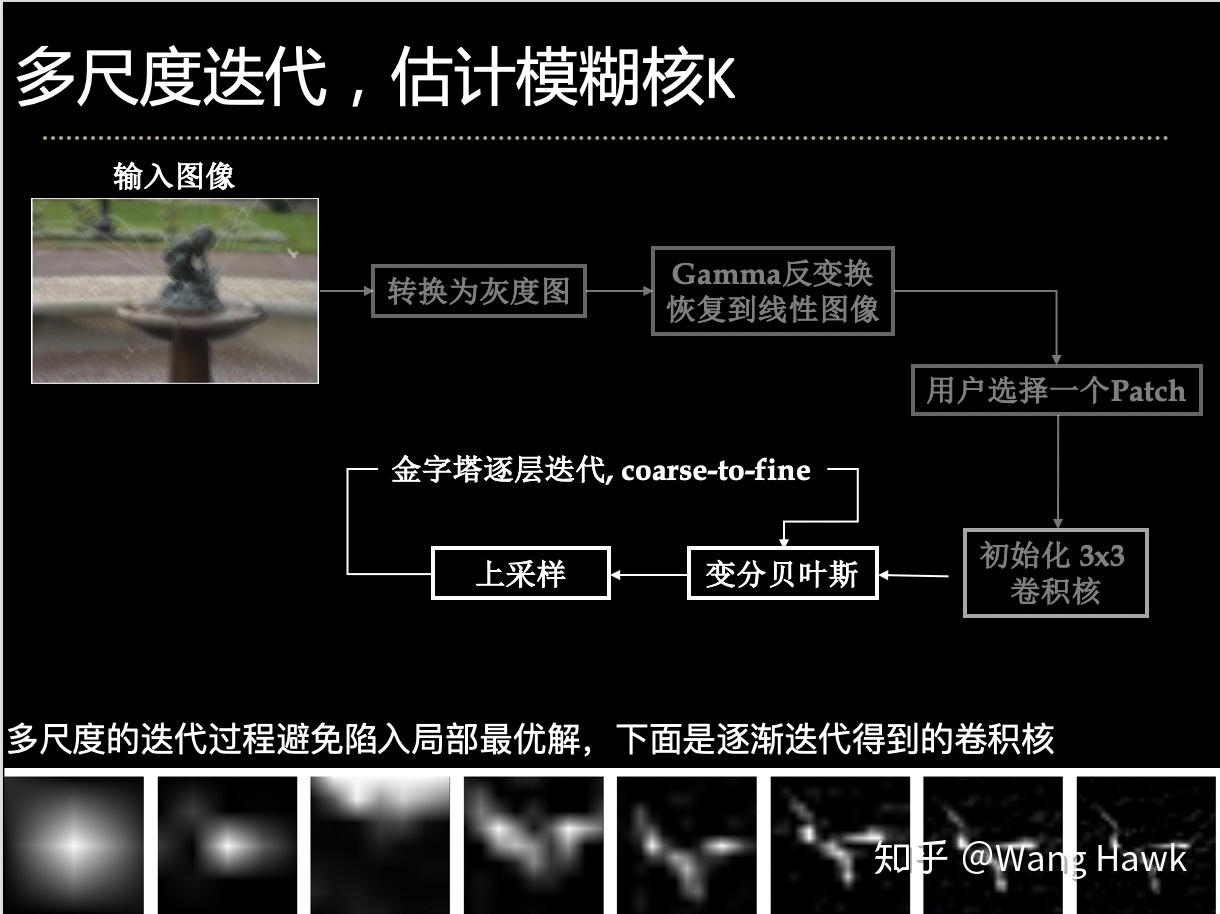 多尺度迭代，估计模糊核K
输入图像
转换为灰度图
Gamma反变换
恢复到线性图像
用户选择一个Patch
金字塔逐层迭代, coarse-to-fine
上采样
变分贝叶斯
初始化 3x3
卷积核
多尺度的迭代过程避免陷入局部最优解，下面是逐渐迭代得到的卷积核
知乎 @Wang Hawk